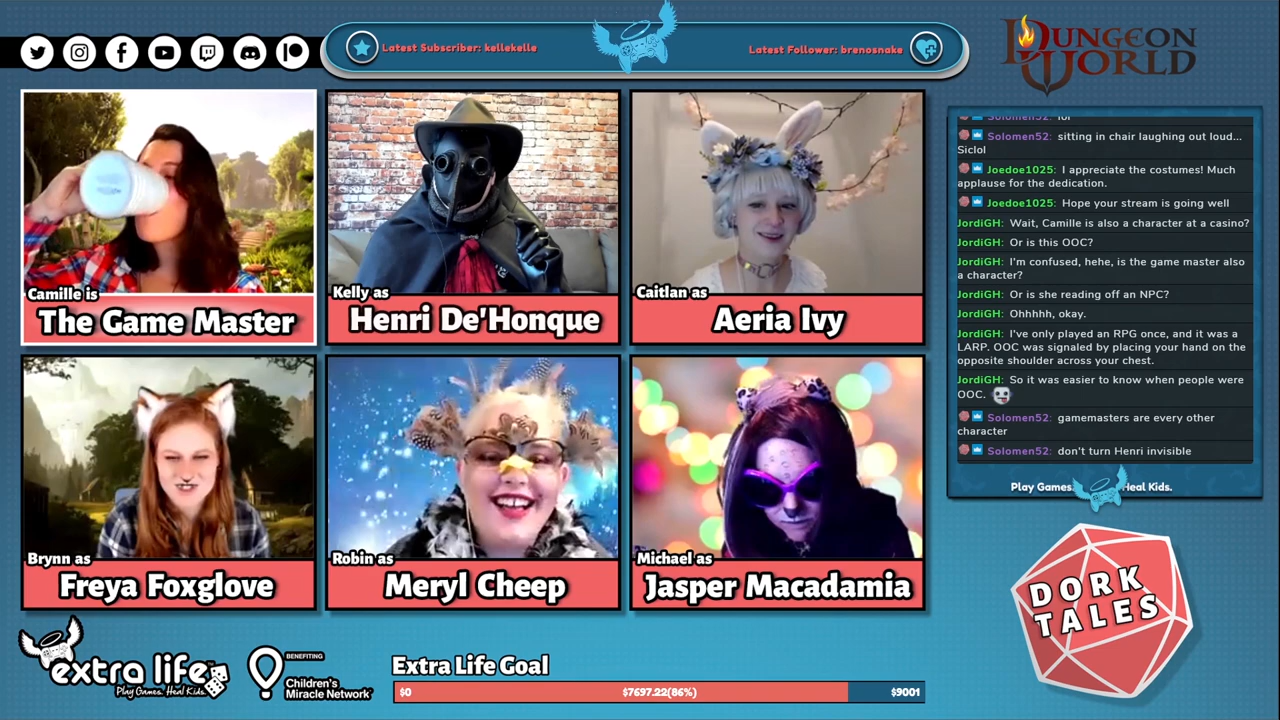 Latest Subscriber: kellekelle
Latest Follower: brenosnake
DUNGEON
WORLD
Camille is
The Game Master
Kelly as
Henri De'Honque
Caitlan as
Aeria Ivy
Brynn as
Freya Foxglove
Robin as
Meryl Cheep
Michael as
Jasper Macadamia
Solomen52: lol
Solomen52: sitting in chair laughing out loud...
Siclol
Joedoe1025: I appreciate the costumes! Much
applause for the dedication.
Joedoe1025: Hope your stream is going well
JordiGH: Wait, Camille is also a character at a casino?
JordiGH: Or is this OOC?
JordiGH: I'm confused, hehe, is the game master also
a character?
JordiGH: Or is she reading off an NPC?
JordiGH: Ohhhhh, okay.
JordiGH: I've only played an RPG once, and it was a
LARP. OOC was signaled by placing your hand on the
opposite shoulder across your chest.
JordiGH: So it was easier to know when people were
OOC.
Solomen52: gamemasters are every other
character
Solomen52: don't turn Henri invisible
Play Games. Heal Kids.
DORK
TALES
extra life
Play Games. Heal Kids.
BENEFITING
Children's
Miracle Network
Extra Life Goal
$0
$7697.22(86%)
$9001